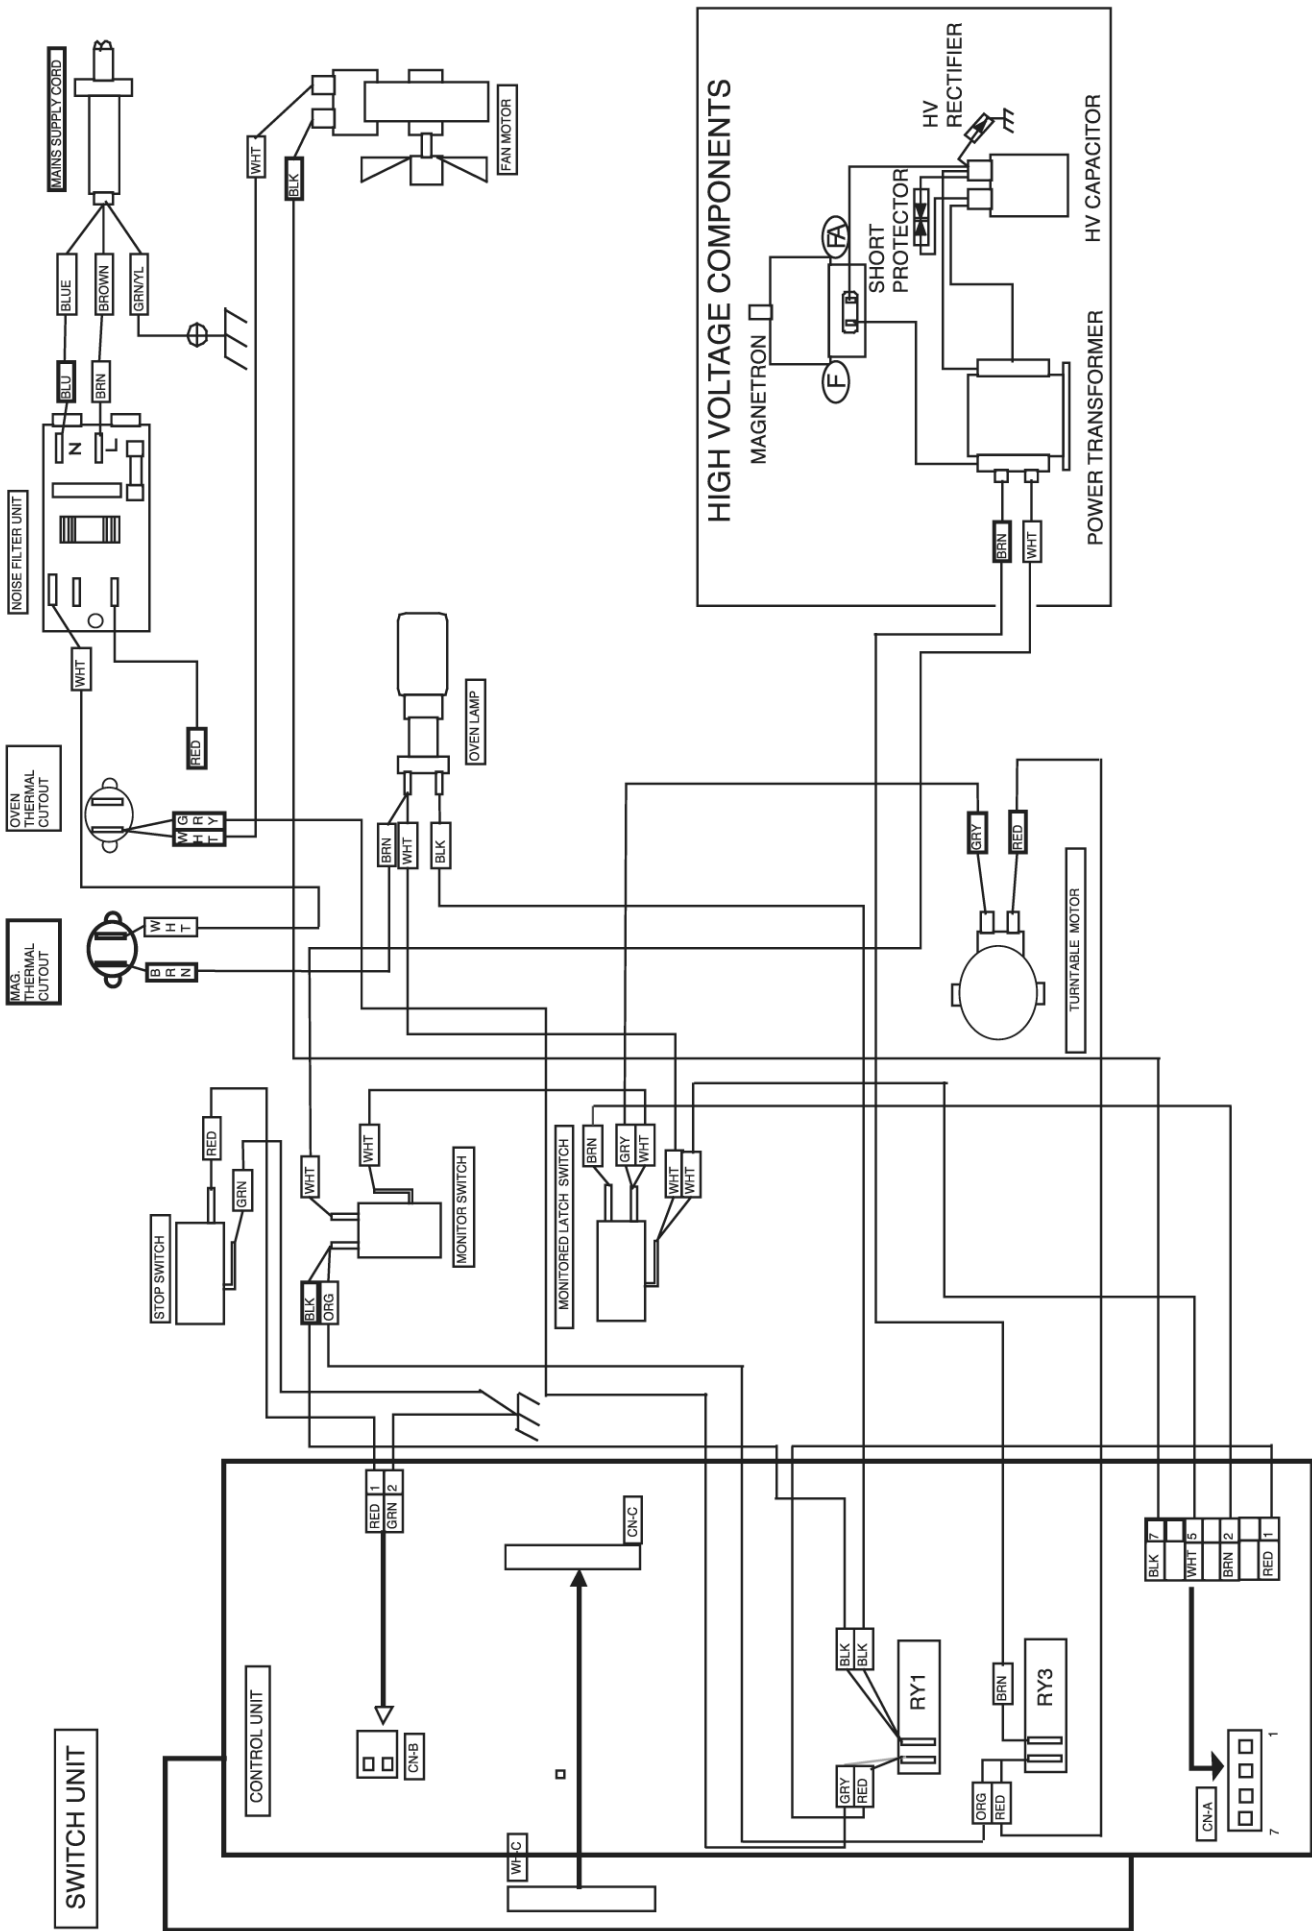 SWITCH UNIT
CONTROL UNIT
WH-C
CN-B
CN-C
CN-A
7
1
RED 1
GRN 2
GRY
RED
BLK
BLK
RY1
ORG
RED
BRN
RY3
BLK 7
WHT 5
BRN 2
RED 1
STOP SWITCH
RED
GRN
MONITOR SWITCH
BLK
ORG
WHT
WHT
MONITORED LATCH SWITCH
BRN
GRY
WHT
WHT
WHT
TURNTABLE MOTOR
GRY
RED
MAG.
THERMAL
CUTOUT
WHT
BRN
OVEN
THERMAL
CUTOUT
GRY
WHT
OVEN LAMP
BRN
WHT
BLK
NOISE FILTER UNIT
WHT
RED
N
L
BLU
BRN
BLUE
BROWN
GRN/YL
MAINS SUPPLY CORD
FAN MOTOR
WHT
BLK
HIGH VOLTAGE COMPONENTS
MAGNETRON
F
FA
SHORT
PROTECTOR
HV
RECTIFIER
HV CAPACITOR
POWER TRANSFORMER
BRN
WHT